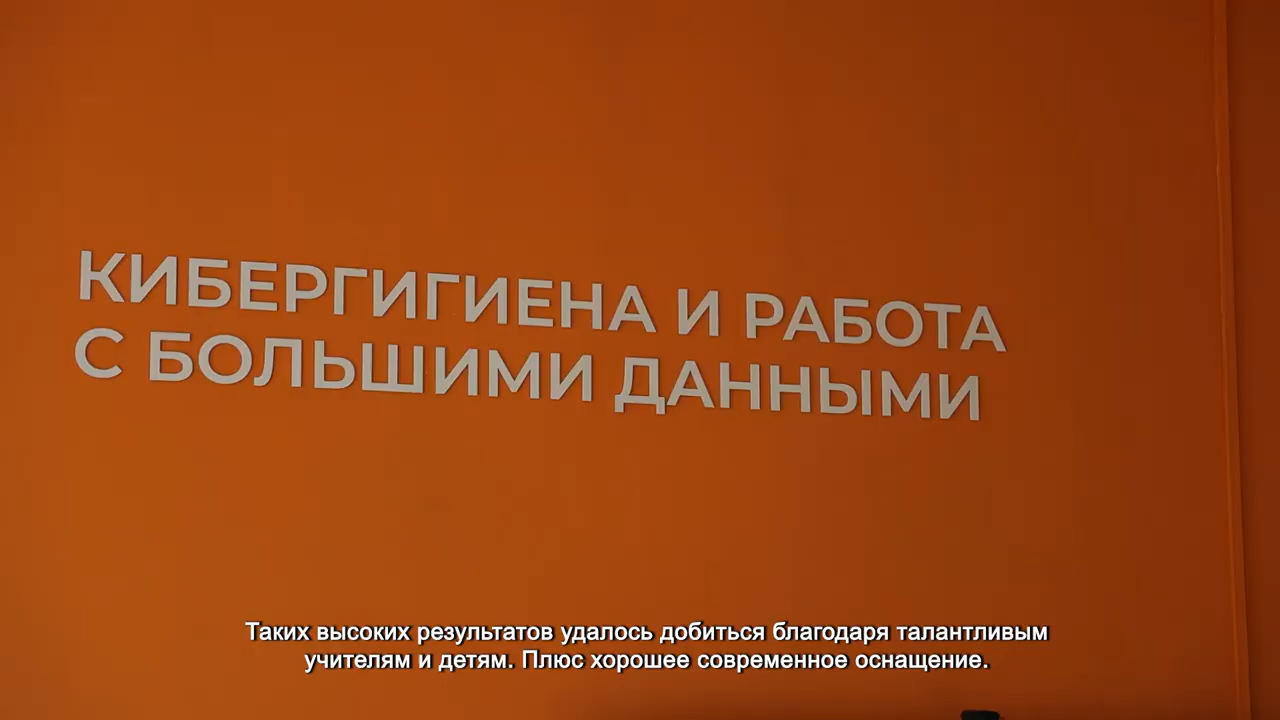 КИБЕРГИГИЕНА И РАБОТА
С БОЛЬШИМИ ДАННЫМИ
Таких высоких результатов удалось добиться благодаря талантливым
учителям и детям. Плюс хорошее современное оснащение.